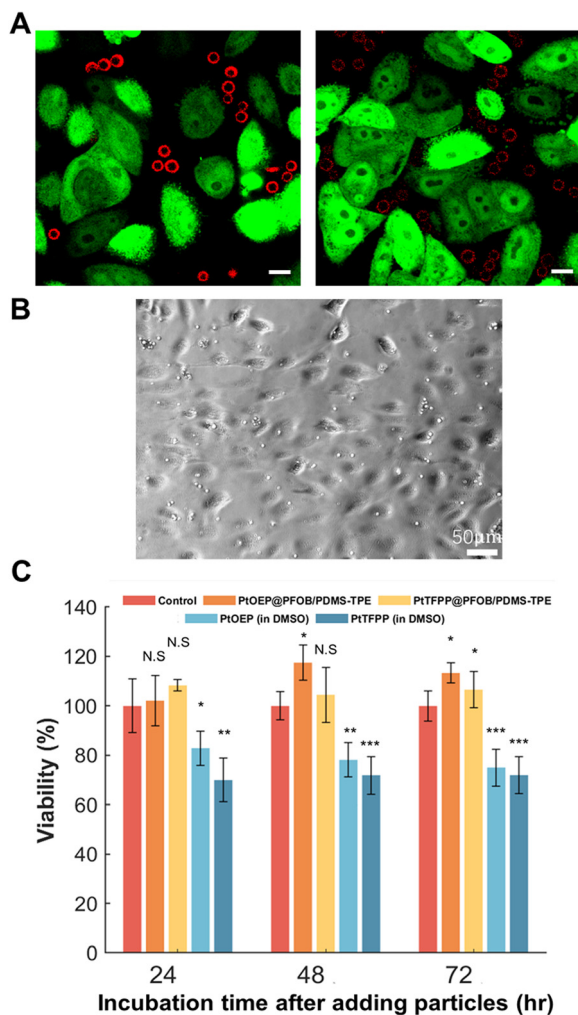 A
B
50μm
C
Control PtOEP@PFOB/PDMS-TPE PtTFPP@PFOB/PDMS-TPE
PtOEP (in DMSO) PtTFPP (in DMSO)
Viability (%)
140
120
100
80
60
40
20
0
N.S N.S * **
* N.S ** ***
* * *** ***
24 48 72
Incubation time after adding particles (hr)